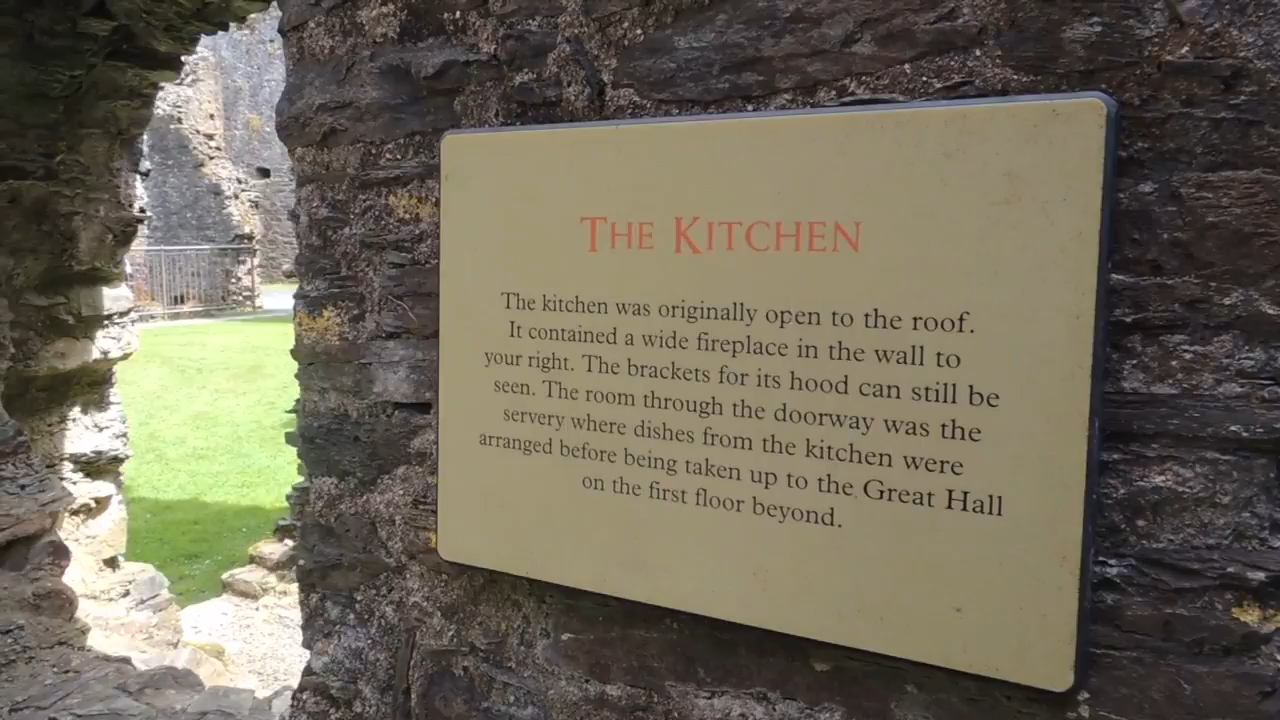 THE KITCHEN
The kitchen was originally open to the roof.
It contained a wide fireplace in the wall to
your right. The brackets for its hood can still be
seen. The room through the doorway was the
servery where dishes from the kitchen were
arranged before being taken up to the Great Hall
on the first floor beyond.